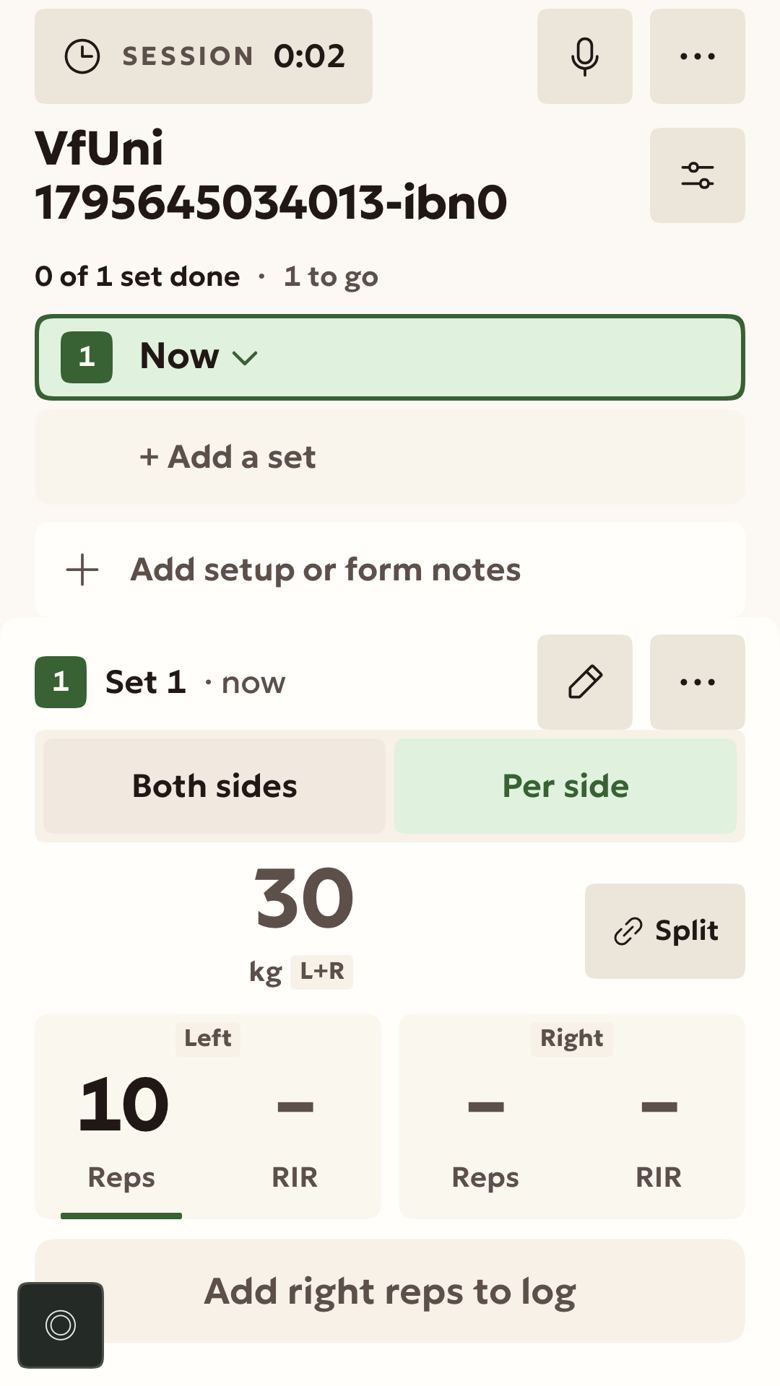 SESSION 0:02
VfUni
1795645034013-ibn0
0 of 1 set done · 1 to go
1 Now
+ Add a set
Add setup or form notes
1 Set 1 · now
Both sides Per side
30
kg L+R
Split
Left Right
10 – – –
Reps RIR Reps RIR
Add right reps to log